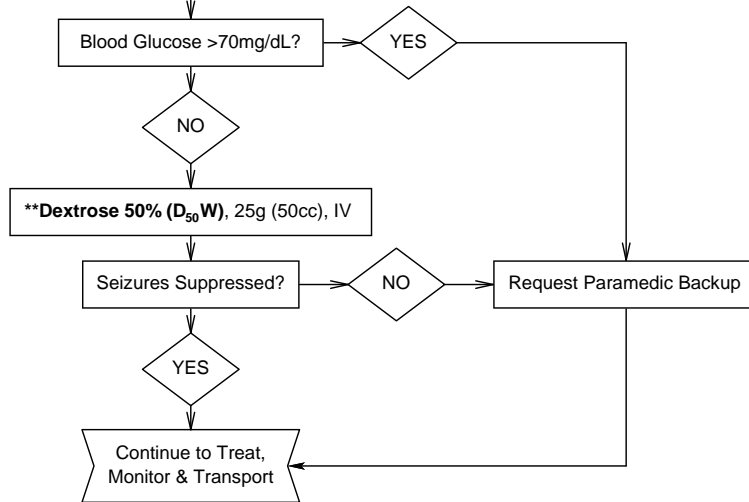 Blood Glucose >70mg/dL?
YES
NO
**Dextrose 50% (D₅₀W), 25g (50cc), IV
Seizures Suppressed?
NO
Request Paramedic Backup
YES
Continue to Treat,
Monitor & Transport